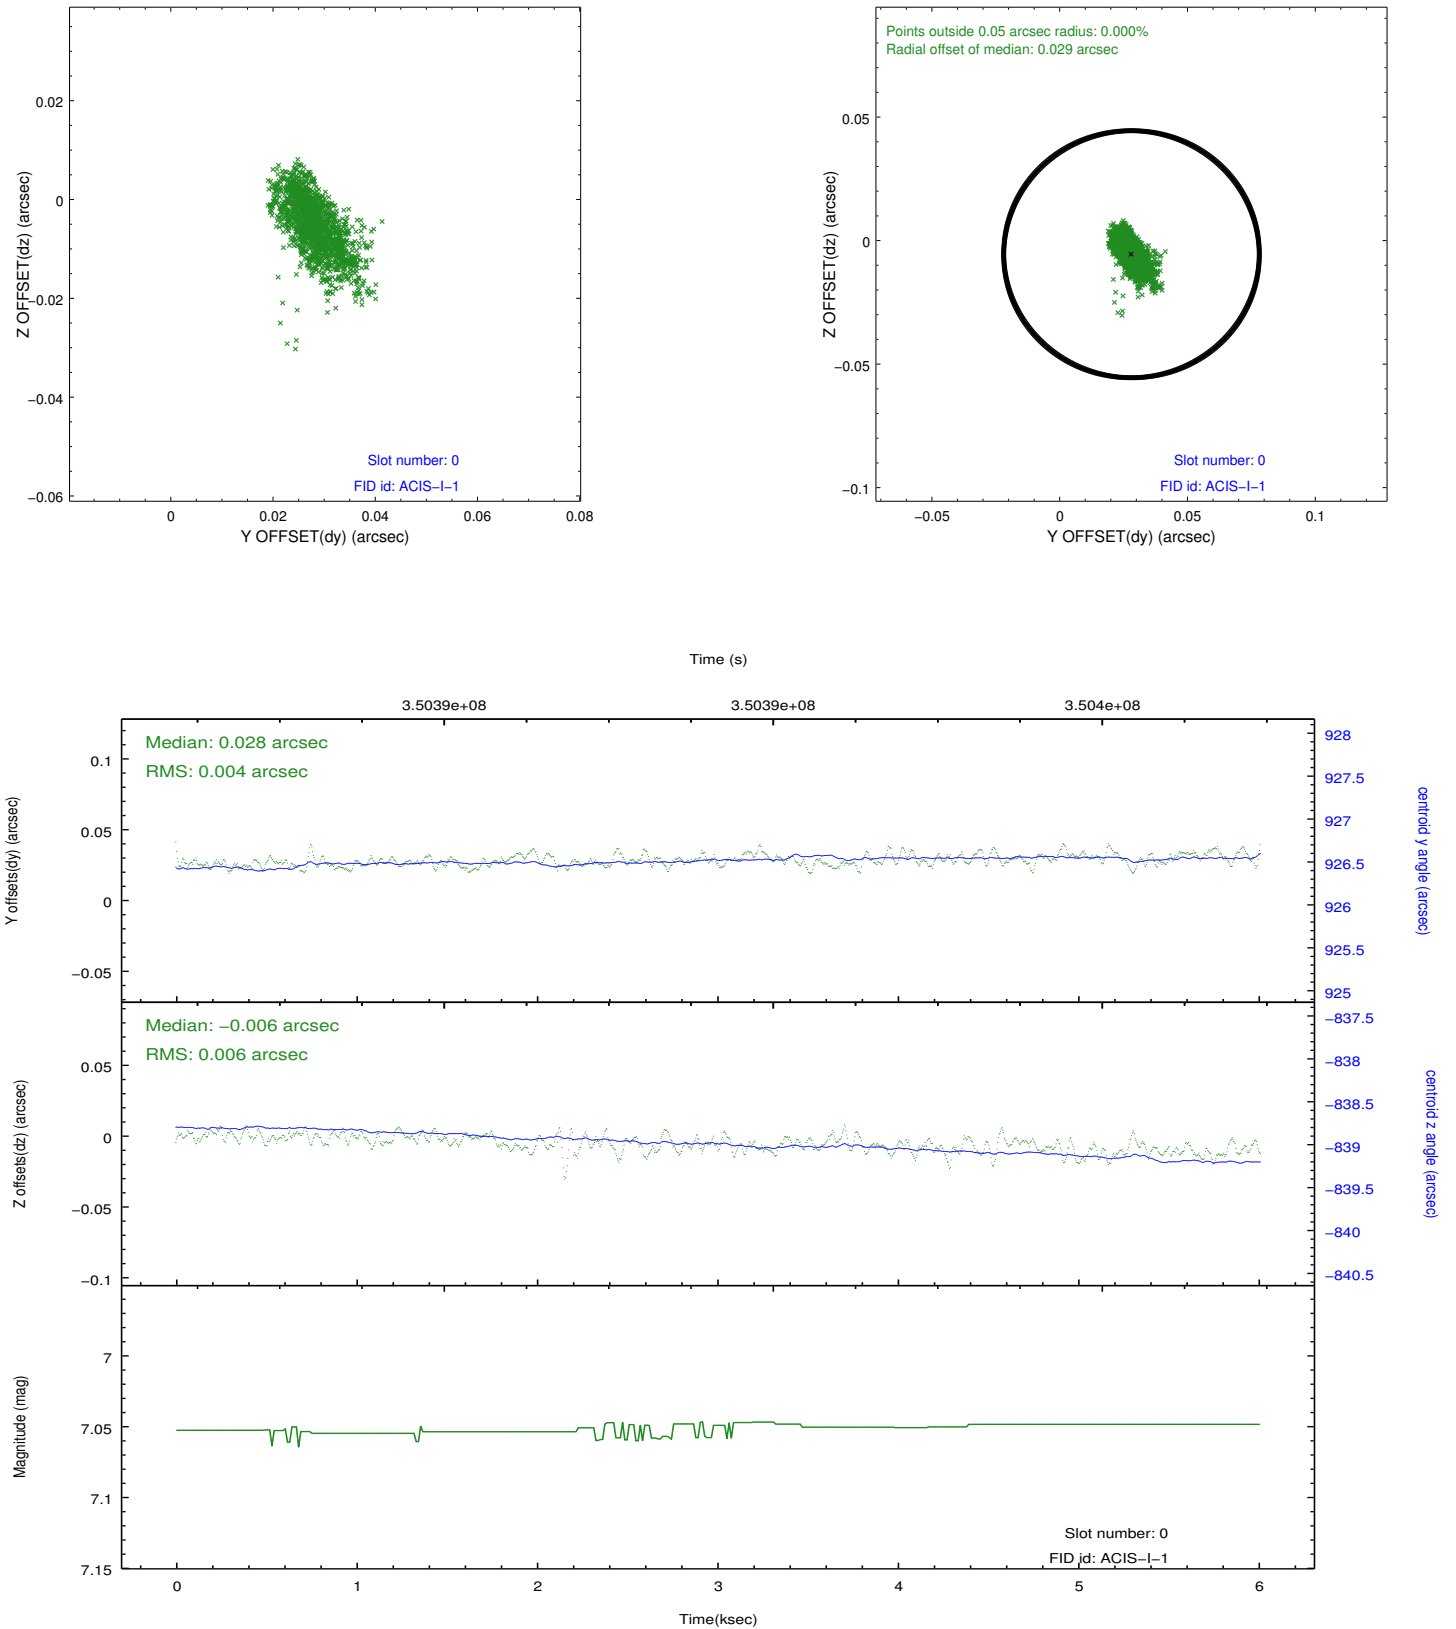 0.02
0
−0.02
−0.04
−0.06
Z OFFSET(dz) (arcsec)
Slot number: 0
FID id: ACIS−I−1
0
0.02
0.04
0.06
0.08
Y OFFSET(dy) (arcsec)
Points outside 0.05 arcsec radius: 0.000%
Radial offset of median: 0.029 arcsec
0.05
0
−0.05
−0.1
Z OFFSET(dz) (arcsec)
Slot number: 0
FID id: ACIS−I−1
−0.05
0
0.05
0.1
Y OFFSET(dy) (arcsec)
Time (s)
3.5039e+08
3.5039e+08
3.504e+08
Median: 0.028 arcsec
RMS: 0.004 arcsec
0.1
0.05
0
−0.05
Y offsets(dy) (arcsec)
928
927.5
927
926.5
926
925.5
925
centroid y angle (arcsec)
Median: −0.006 arcsec
RMS: 0.006 arcsec
0.05
0
−0.05
−0.1
Z offsets(dz) (arcsec)
−837.5
−838
−838.5
−839
−839.5
−840
−840.5
centroid z angle (arcsec)
7
7.05
7.1
7.15
Magnitude (mag)
Slot number: 0
FID id: ACIS−I−1
0
1
2
3
4
5
6
Time(ksec)